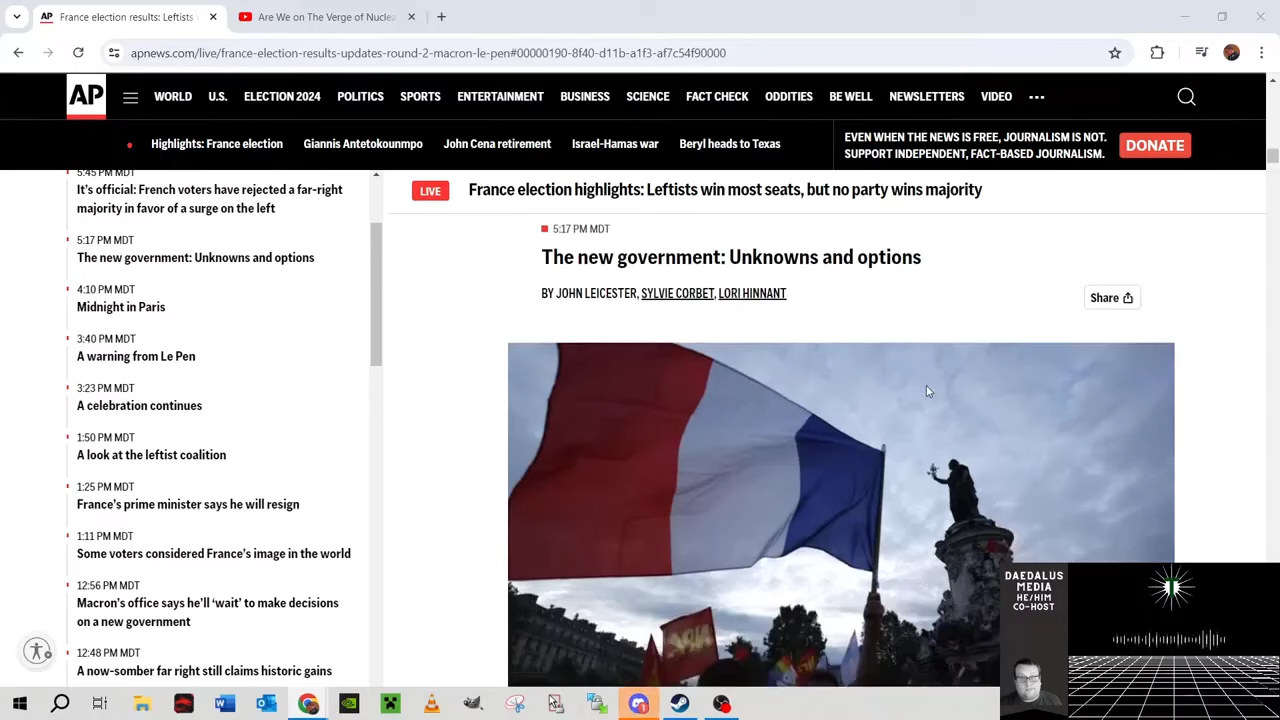 AP France election results: Leftists
Are We on The Verge of Nuclea
apnews.com/live/france-election-results-updates-round-2-macron-le-pen#00000190-8f40-d11b-a1f3-af7c54f90000
AP
WORLD U.S. ELECTION 2024 POLITICS SPORTS ENTERTAINMENT BUSINESS SCIENCE FACT CHECK ODDITIES BE WELL NEWSLETTERS VIDEO
Highlights: France election Giannis Antetokounmpo John Cena retirement Israel-Hamas war Beryl heads to Texas
EVEN WHEN THE NEWS IS FREE, JOURNALISM IS NOT.
SUPPORT INDEPENDENT, FACT-BASED JOURNALISM.
DONATE
5:45 PM MDT
It’s official: French voters have rejected a far-right
majority in favor of a surge on the left
5:17 PM MDT
The new government: Unknowns and options
4:10 PM MDT
Midnight in Paris
3:40 PM MDT
A warning from Le Pen
3:23 PM MDT
A celebration continues
1:50 PM MDT
A look at the leftist coalition
1:25 PM MDT
France’s prime minister says he will resign
1:11 PM MDT
Some voters considered France’s image in the world
12:56 PM MDT
Macron’s office says he’ll ‘wait’ to make decisions
on a new government
12:48 PM MDT
A now-somber far right still claims historic gains
LIVE
France election highlights: Leftists win most seats, but no party wins majority
5:17 PM MDT
The new government: Unknowns and options
BY JOHN LEICESTER, SYLVIE CORBET, LORI HINNANT
Share
DAEDALUS
MEDIA
HE/HIM
CO-HOST